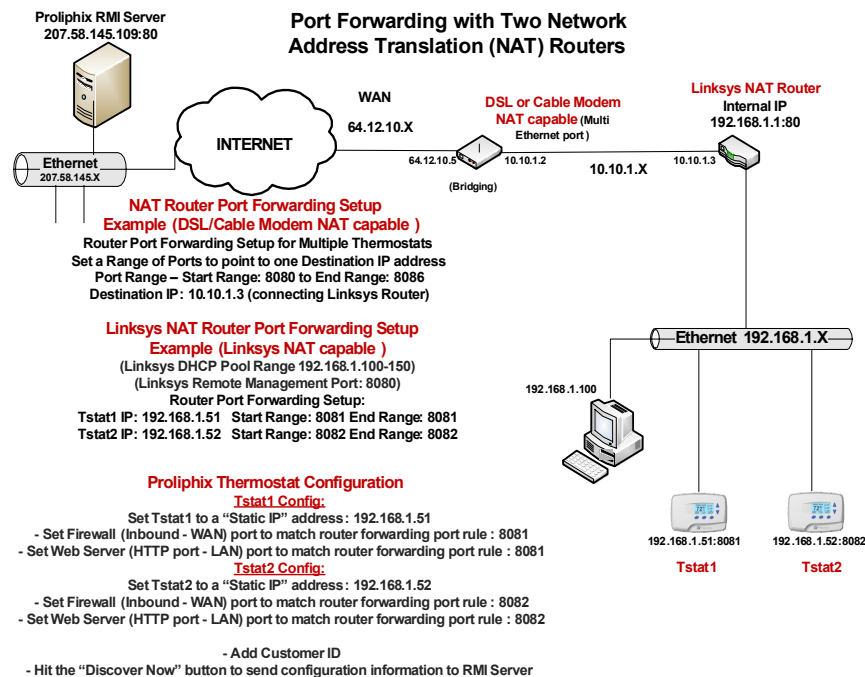 Proliphix RMI Server
207.58.145.109:80
Port Forwarding with Two Network
Address Translation (NAT) Routers
WAN
64.12.10.X
INTERNET
DSL or Cable Modem
NAT capable (Multi
Ethernet port )
Linksys NAT Router
Internal IP
192.168.1.1:80
Ethernet
207.58.145.X
64.12.10.5
10.10.1.2
(Bridging)
10.10.1.X
10.10.1.3
NAT Router Port Forwarding Setup
Example (DSL/Cable Modem NAT capable )
Router Port Forwarding Setup for Multiple Thermostats
Set a Range of Ports to point to one Destination IP address
Port Range – Start Range: 8080 to End Range: 8086
Destination IP: 10.10.1.3 (connecting Linksys Router)
Linksys NAT Router Port Forwarding Setup
Example (Linksys NAT capable )
(Linksys DHCP Pool Range 192.168.1.100-150)
(Linksys Remote Management Port: 8080)
Router Port Forwarding Setup:
Tstat1 IP: 192.168.1.51 Start Range: 8081 End Range: 8081
Tstat2 IP: 192.168.1.52 Start Range: 8082 End Range: 8082
Ethernet 192.168.1.X
192.168.1.100
192.168.1.51:8081
Tstat1
192.168.1.52:8082
Tstat2
Proliphix Thermostat Configuration
Tstat1 Config:
Set Tstat1 to a “Static IP” address : 192.168.1.51
- Set Firewall (Inbound - WAN) port to match router forwarding port rule : 8081
- Set Web Server (HTTP port - LAN) port to match router forwarding port rule : 8081
Tstat2 Config:
Set Tstat2 to a “Static IP” address : 192.168.1.52
- Set Firewall (Inbound - WAN) port to match router forwarding port rule : 8082
- Set Web Server (HTTP port - LAN) port to match router forwarding port rule : 8082
- Add Customer ID
- Hit the “Discover Now” button to send configuration information to RMI Server